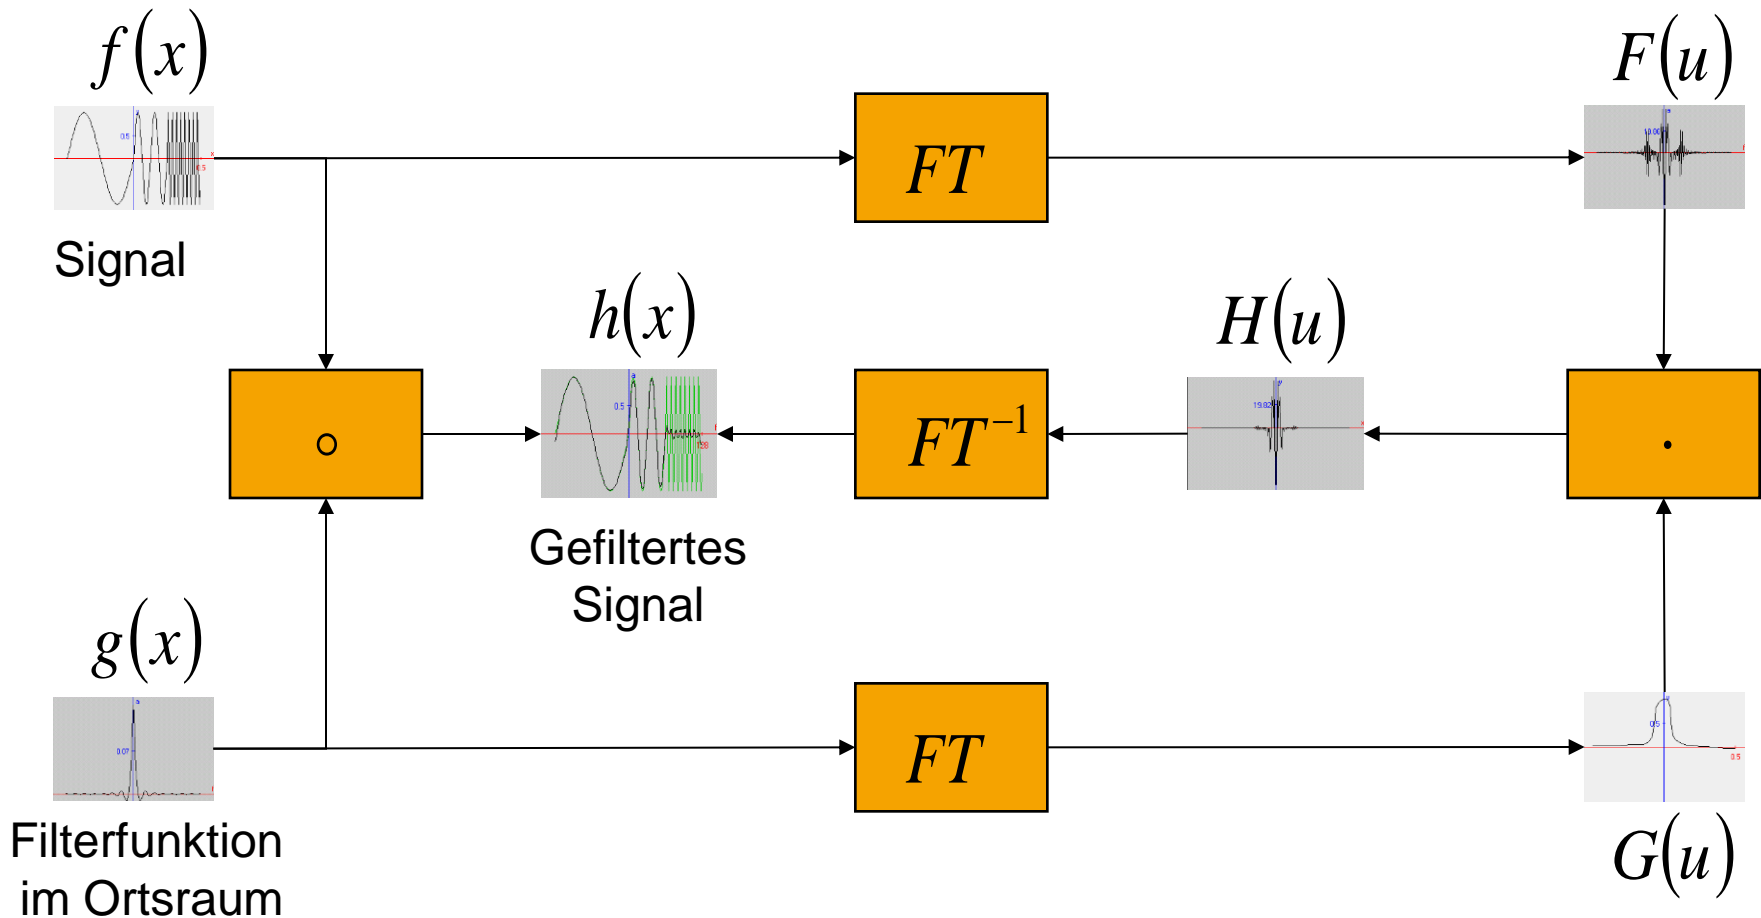 f(x)
F(u)
FT
Signal
h(x)
H(u)
∘
FT⁻¹
·
Gefiltertes
Signal
g(x)
FT
Filterfunktion
im Ortsraum
G(u)